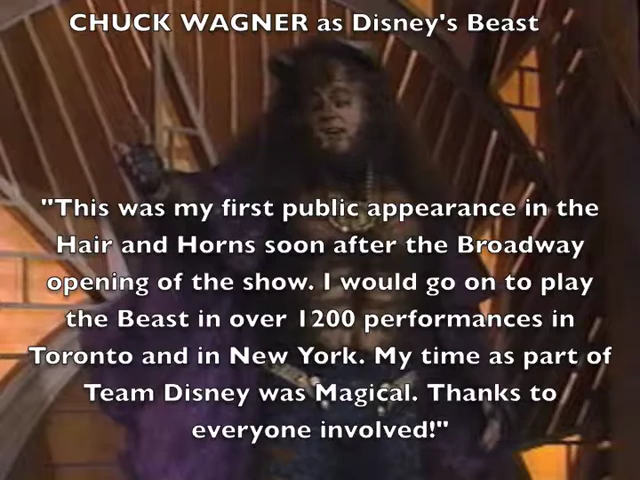 CHUCK WAGNER as Disney's Beast
"This was my first public appearance in the
Hair and Horns soon after the Broadway
opening of the show. I would go on to play
the Beast in over 1200 performances in
Toronto and in New York. My time as part of
Team Disney was Magical. Thanks to
everyone involved!"